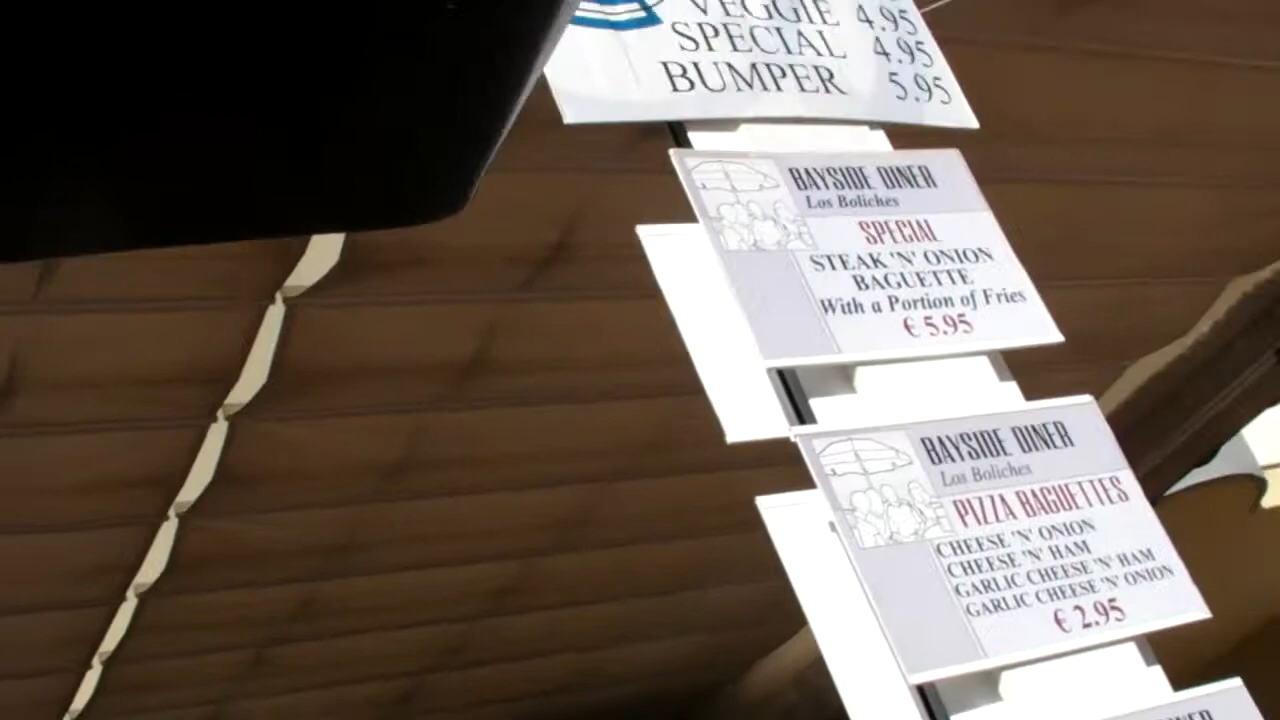 VEGGIE 4.95
SPECIAL 4.95
BUMPER 5.95
BAYSIDE DINER
Los Boliches
SPECIAL
STEAK 'N' ONION
BAGUETTE
With a Portion of Fries
€ 5.95
BAYSIDE DINER
Los Boliches
PIZZA BAGUETTES
CHEESE 'N' ONION
CHEESE 'N' HAM
GARLIC CHEESE 'N' HAM
GARLIC CHEESE 'N' ONION
€ 2.95